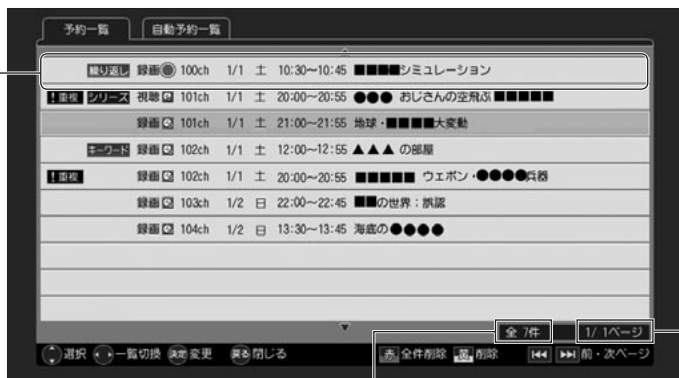 予約一覧 自動予約一覧
繰り返し 録画 100ch 1/1 土 10:30～10:45 ■■■■シミュレーション
!重複 シリーズ 視聴 101ch 1/1 土 20:00～20:55 ●●● おじさんの空飛ぶ■■■■■
録画 101ch 1/1 土 21:00～21:55 地球・■■■■大変動
キーワード 録画 102ch 1/1 土 12:00～12:55 ▲▲▲ の部屋
!重複 録画 102ch 1/1 土 20:00～20:55 ■■■■■ ウェポン・●●●●兵器
録画 103ch 1/2 日 22:00～22:45 ■■の世界：誤認
録画 104ch 1/2 日 13:30～13:45 海底の●●●●
全 7件 1/ 1ページ
選択 一覧切換 決定 変更 戻る 閉じる 赤 全件削除 黄 削除 前・次ページ